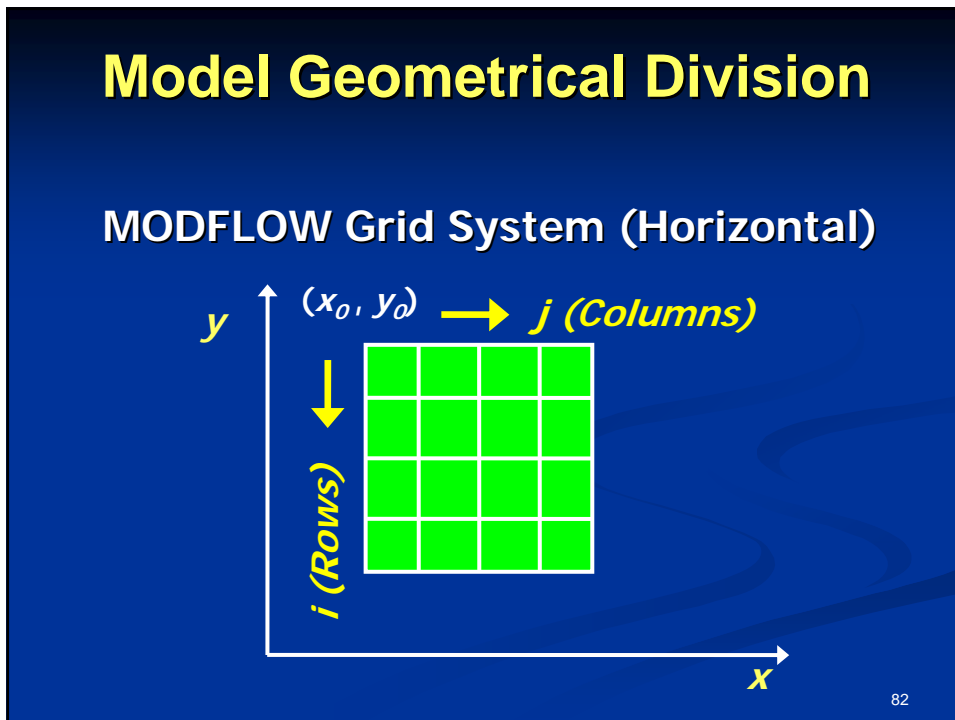 Model Geometrical Division
MODFLOW Grid System (Horizontal)
y
(x0, y0)
j (Columns)
i (Rows)
x
82